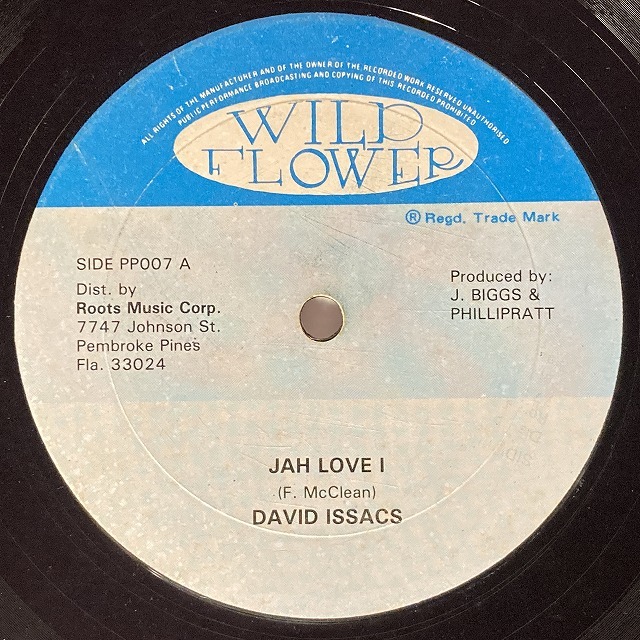 ALL RIGHTS OF THE MANUFACTURER AND OF THE OWNER OF THE RECORDED WORK RESERVED UNAUTHORISED
PUBLIC PERFORMANCE BROADCASTING AND COPYING OF THIS RECORDED PROHIBITED
WILD
FLOWER
® Regd. Trade Mark
SIDE PP007 A
Dist. by
Roots Music Corp.
7747 Johnson St.
Pembroke Pines
Fla. 33024
Produced by:
J. BIGGS &
PHILLIPRATT
JAH LOVE I
(F. McClean)
DAVID ISSACS